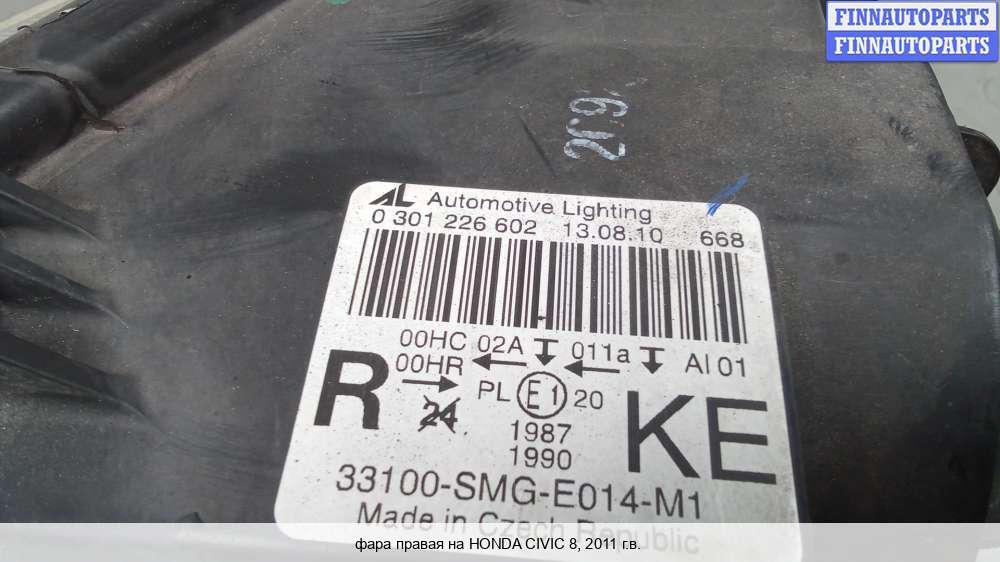 FINNAUTOPARTS
FINNAUTOPARTS
AL Automotive Lighting
0 301 226 602 13.08.10 668
00HC 02A 011a AI 01
00HR
R PL E1 20 KE
24
1987
1990
33100-SMG-E014-M1
Made in Czech Republic
фара правая на HONDA CIVIC 8, 2011 г.в.